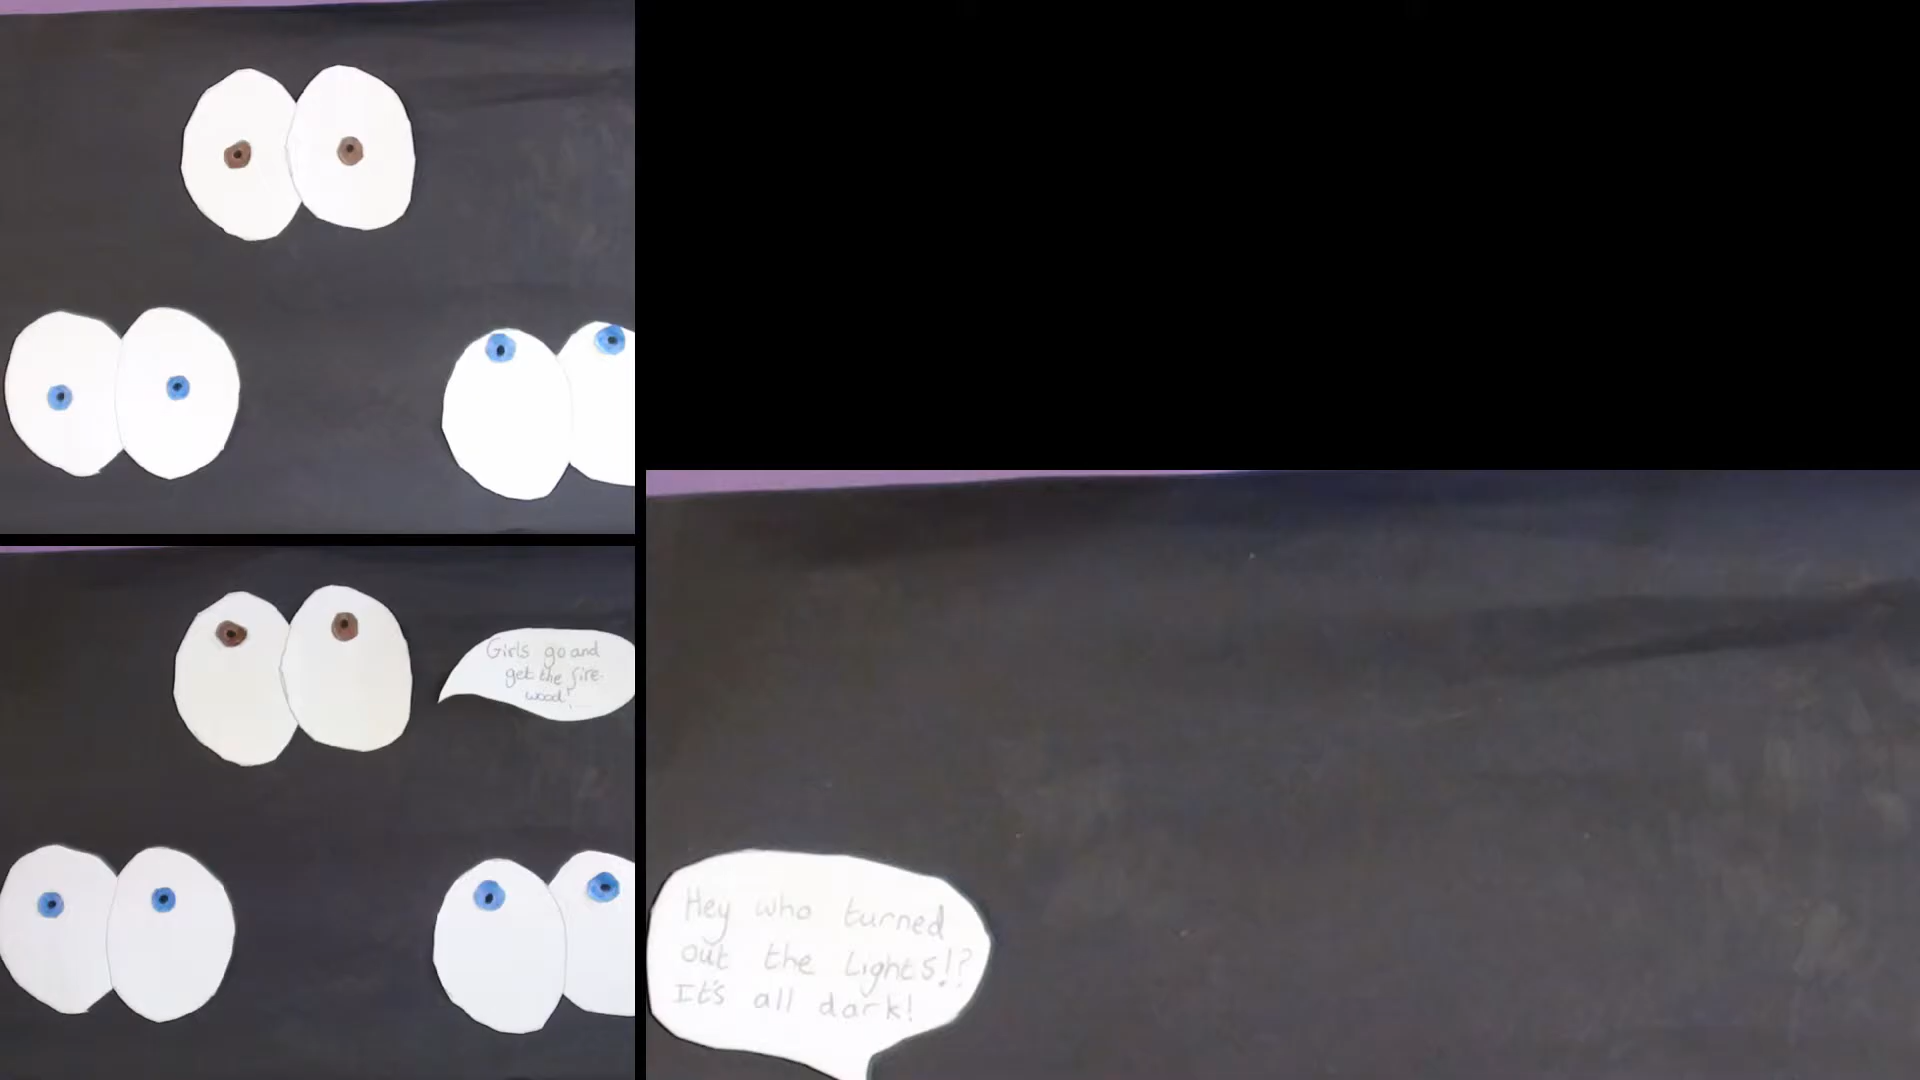 Girls go and
get the fire-
wood!
Hey who turned
out the Lights!?
It's all dark!